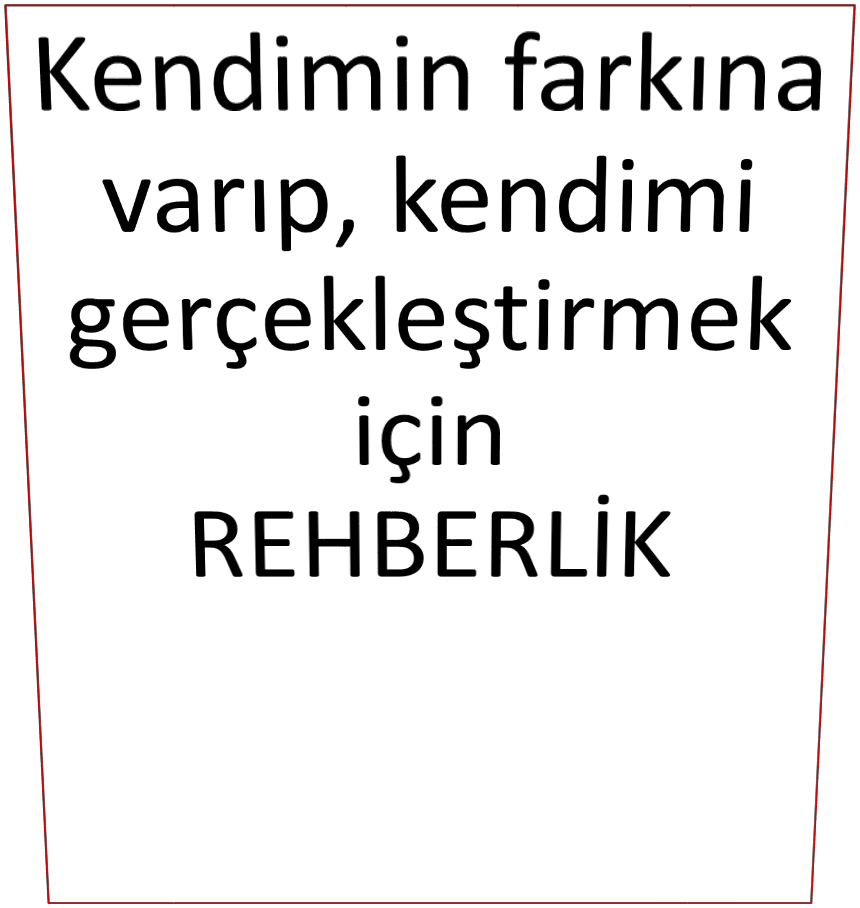 Kendimin farkına
varıp, kendimi
gerçekleştirmek
için
REHBERLİK